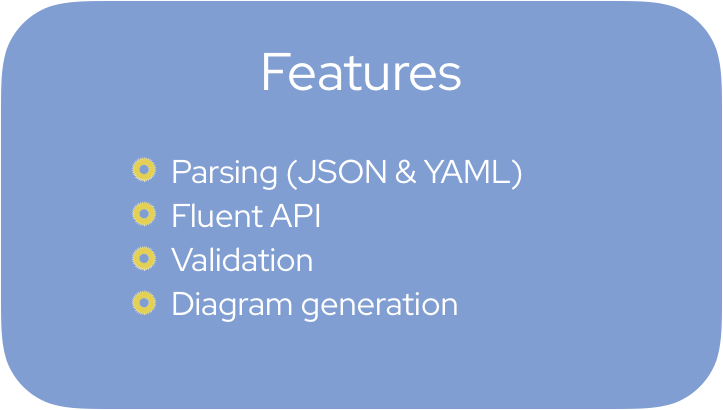 Features
Parsing (JSON & YAML)
Fluent API
Validation
Diagram generation